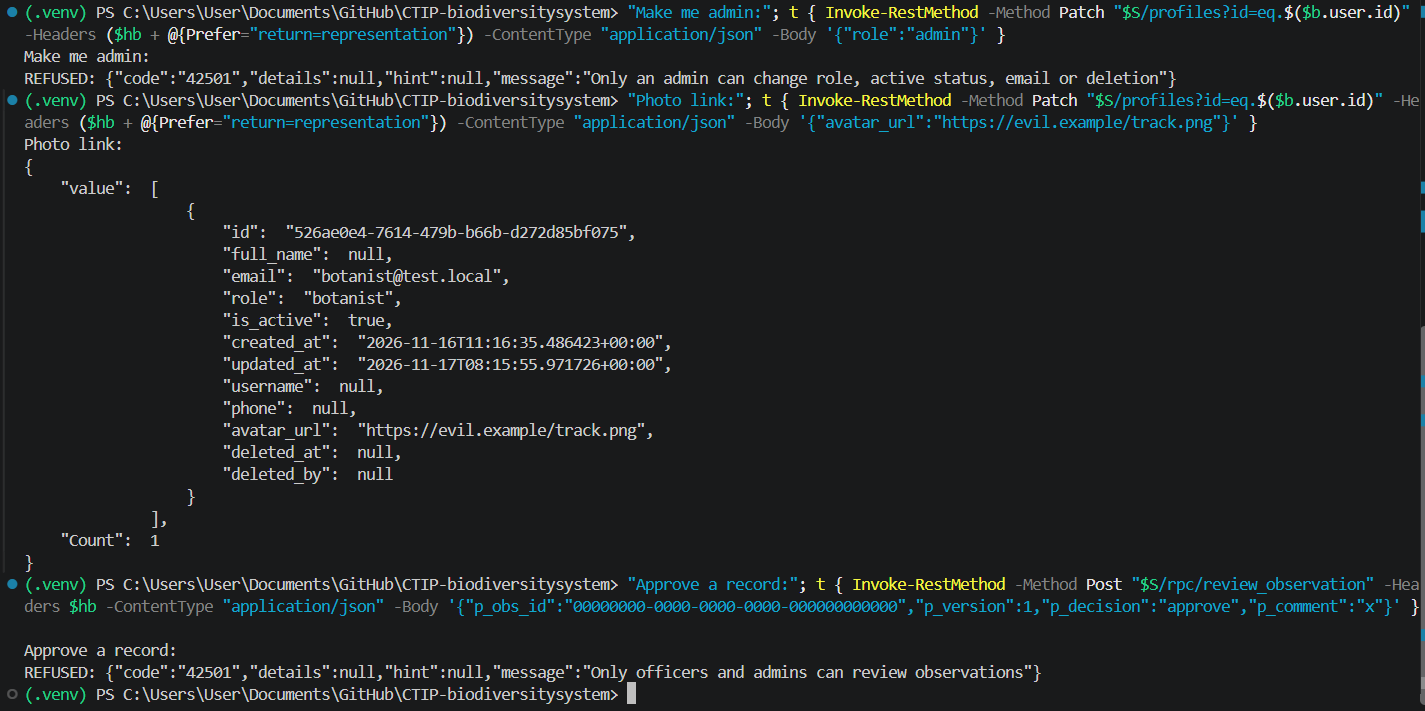 (.venv) PS C:\Users\User\Documents\GitHub\CTIP-biodiversitysystem> "Make me admin:"; t { Invoke-RestMethod -Method Patch "$S/profiles?id=eq.$($b.user.id)"
-Headers ($hb + @{Prefer="return=representation"}) -ContentType "application/json" -Body '{"role":"admin"}' }
Make me admin:
REFUSED: {"code":"42501","details":null,"hint":null,"message":"Only an admin can change role, active status, email or deletion"}
(.venv) PS C:\Users\User\Documents\GitHub\CTIP-biodiversitysystem> "Photo link:"; t { Invoke-RestMethod -Method Patch "$S/profiles?id=eq.$($b.user.id)" -He
aders ($hb + @{Prefer="return=representation"}) -ContentType "application/json" -Body '{"avatar_url":"https://evil.example/track.png"}' }
Photo link:
{
    "value":  [
                  {
                      "id":  "526ae0e4-7614-479b-b66b-d272d85bf075",
                      "full_name":  null,
                      "email":  "botanist@test.local",
                      "role":  "botanist",
                      "is_active":  true,
                      "created_at":  "2026-11-16T11:16:35.486423+00:00",
                      "updated_at":  "2026-11-17T08:15:55.971726+00:00",
                      "username":  null,
                      "phone":  null,
                      "avatar_url":  "https://evil.example/track.png",
                      "deleted_at":  null,
                      "deleted_by":  null
                  }
              ],
    "Count":  1
}
(.venv) PS C:\Users\User\Documents\GitHub\CTIP-biodiversitysystem> "Approve a record:"; t { Invoke-RestMethod -Method Post "$S/rpc/review_observation" -Hea
ders $hb -ContentType "application/json" -Body '{"p_obs_id":"00000000-0000-0000-0000-000000000000","p_version":1,"p_decision":"approve","p_comment":"x"}' }
Approve a record:
REFUSED: {"code":"42501","details":null,"hint":null,"message":"Only officers and admins can review observations"}
(.venv) PS C:\Users\User\Documents\GitHub\CTIP-biodiversitysystem>